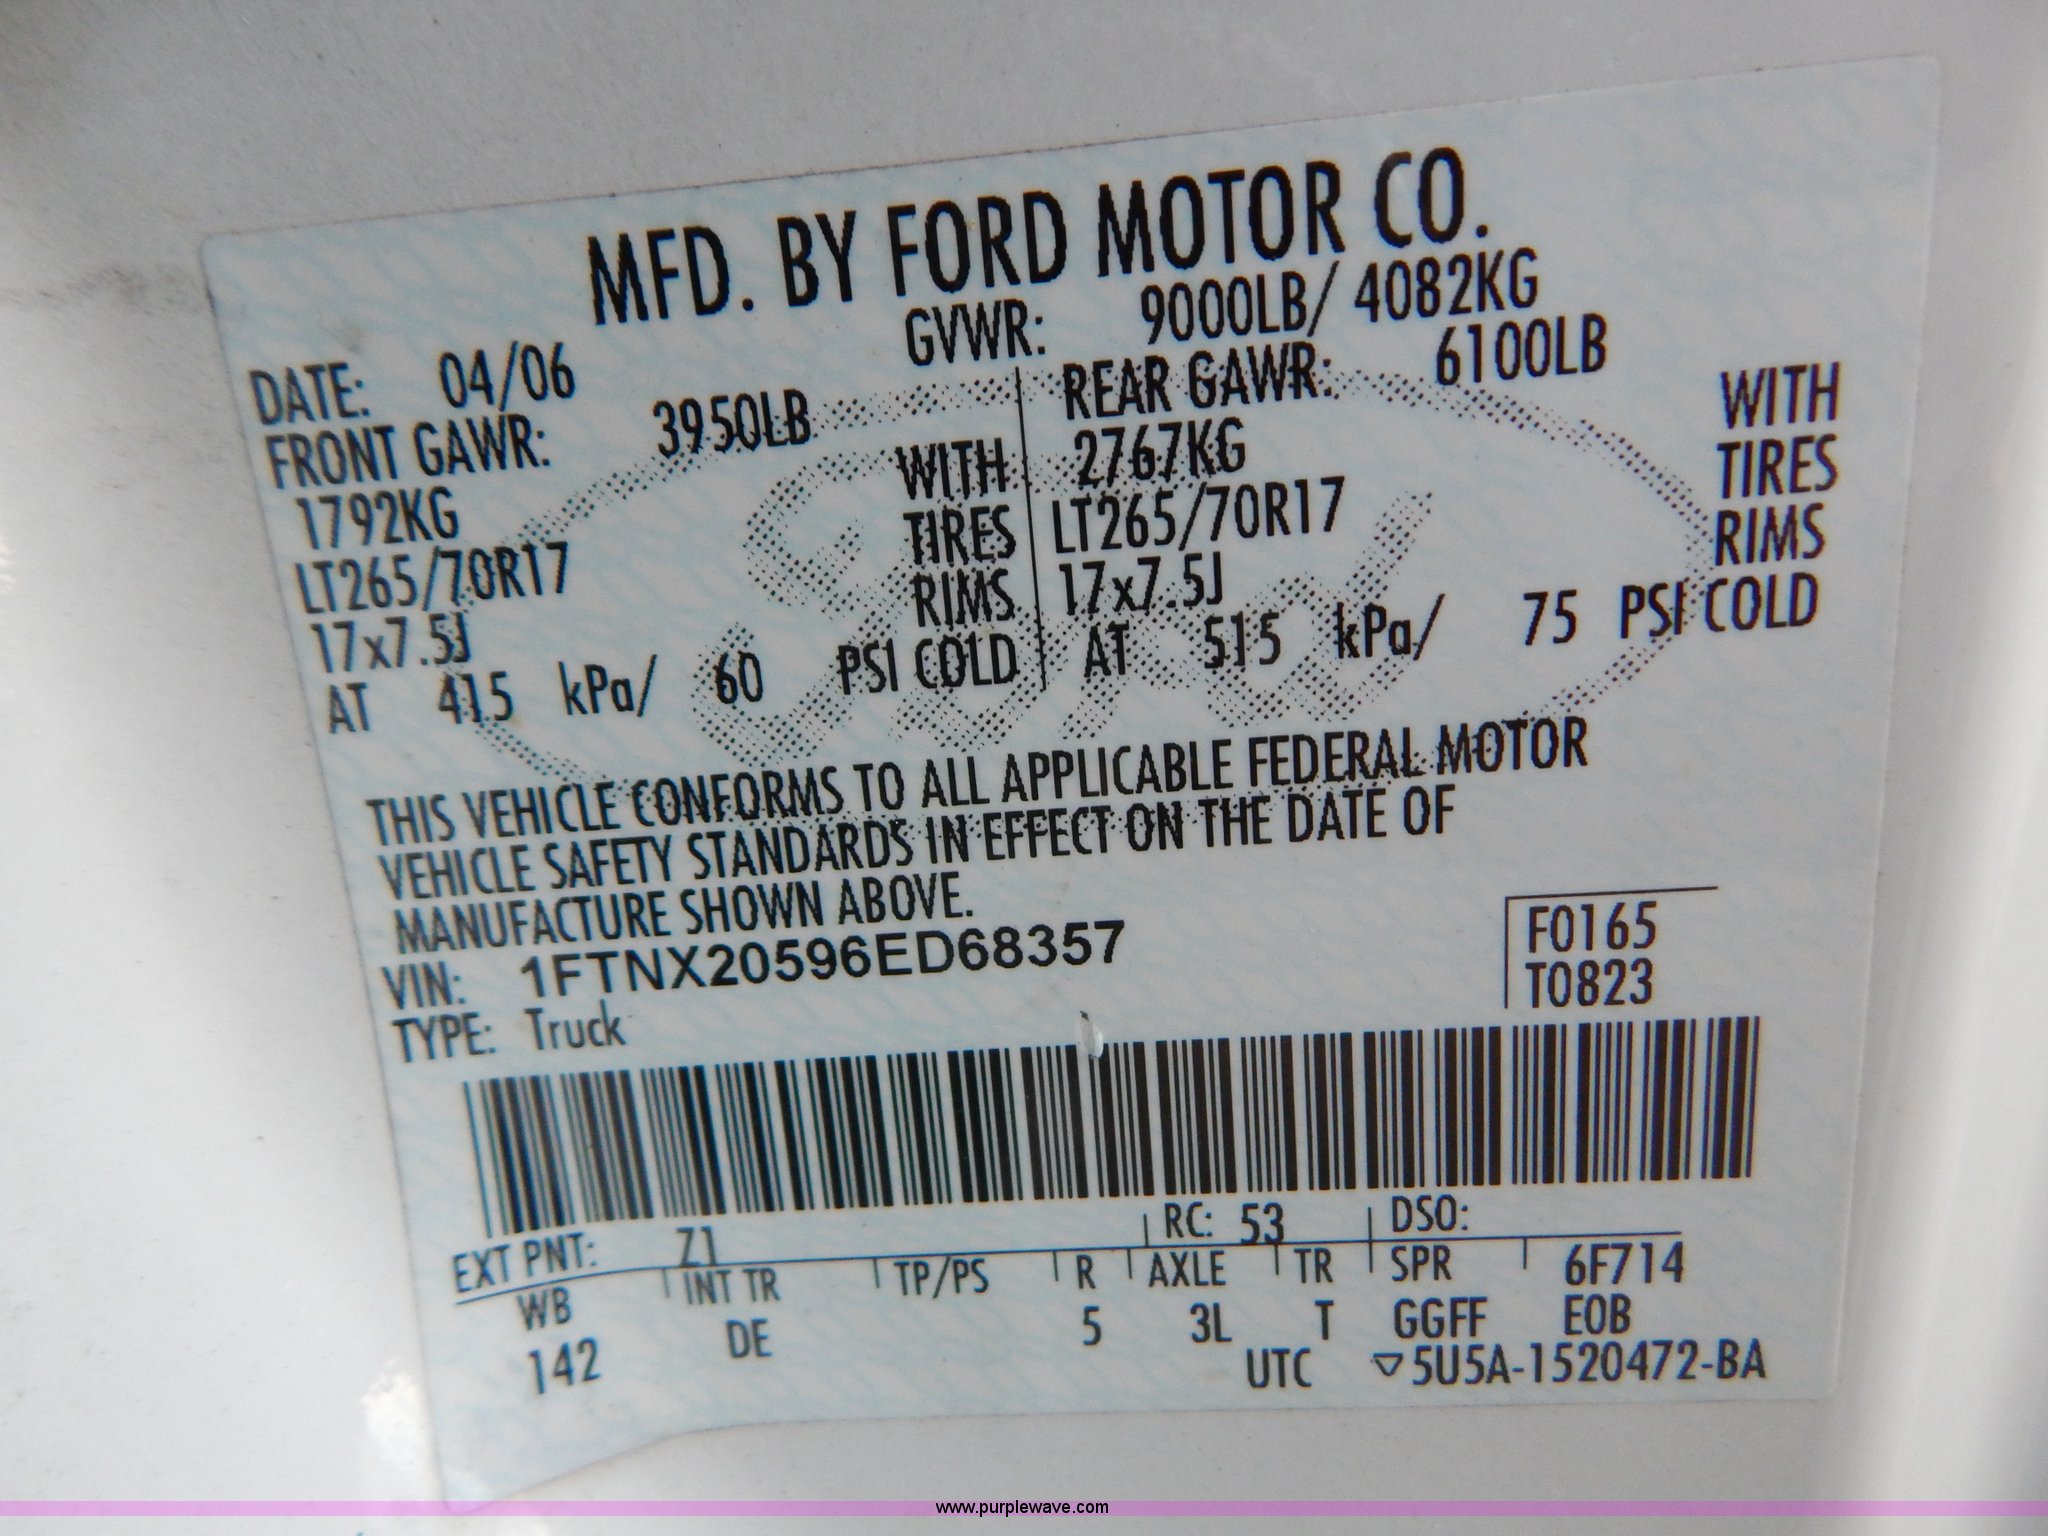 MFD. BY FORD MOTOR CO.
DATE: 04/06 GVWR: 9000LB/ 4082KG
FRONT GAWR: 3950LB REAR GAWR: 6100LB
1792KG WITH 2767KG WITH
LT265/70R17 TIRES LT265/70R17 TIRES
17x7.5J RIMS 17x7.5J RIMS
AT 415 kPa/ 60 PSI COLD AT 515 kPa/ 75 PSI COLD
THIS VEHICLE CONFORMS TO ALL APPLICABLE FEDERAL MOTOR
VEHICLE SAFETY STANDARDS IN EFFECT ON THE DATE OF
MANUFACTURE SHOWN ABOVE.
VIN: 1FTNX20596ED68357 F0165
TYPE: Truck T0823
EXT PNT: Z1 RC: 53 DSO:
WB INT TR TP/PS R AXLE TR SPR 6F714
142 DE 5 3L T GGFF EOB
UTC ▽5U5A-1520472-BA
Ford
www.purplewave.com